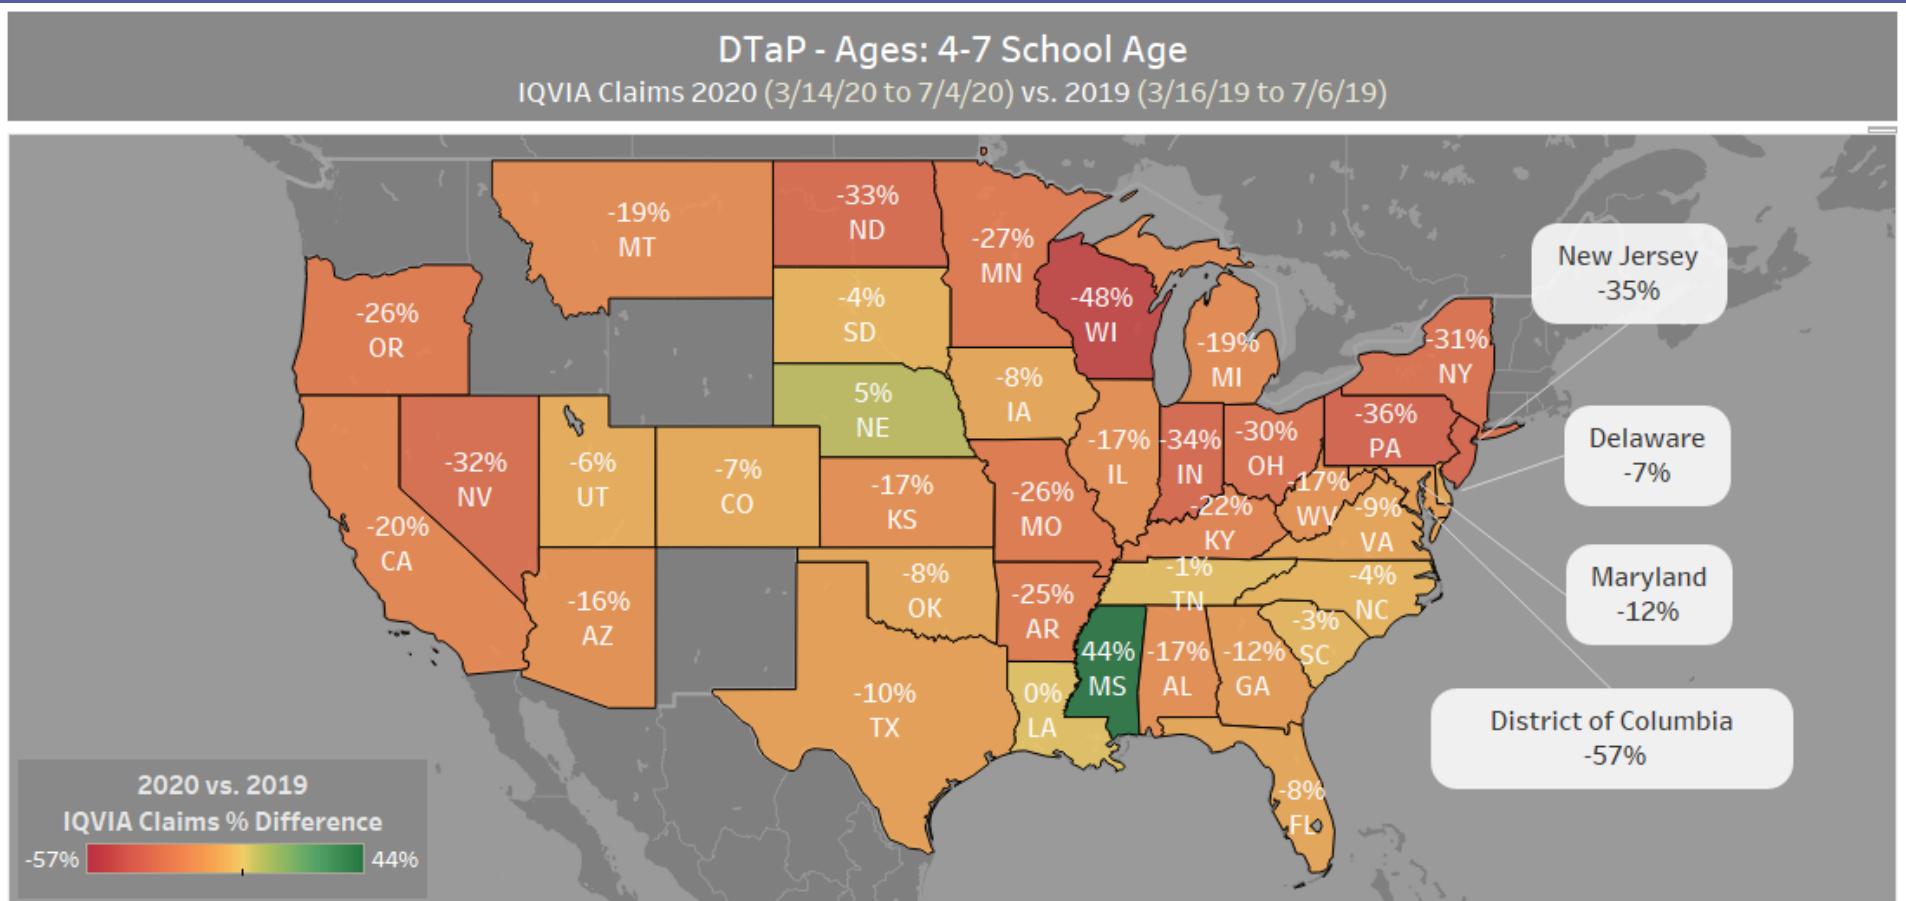 DTaP - Ages: 4-7 School Age
IQVIA Claims 2020 (3/14/20 to 7/4/20) vs. 2019 (3/16/19 to 7/6/19)
-19%
MT
-33%
ND
-27%
MN
-26%
OR
-4%
SD
-48%
WI
-19%
MI
-31%
NY
New Jersey
-35%
5%
NE
-8%
IA
-36%
PA
-32%
NV
-6%
UT
-7%
CO
-17%
KS
-26%
MO
-17%
IL
-34%
IN
-30%
OH
-17%
WV
-22%
KY
-9%
VA
Delaware
-7%
-20%
CA
-16%
AZ
-8%
OK
-25%
AR
-1%
TN
-4%
NC
-3%
SC
Maryland
-12%
-10%
TX
0%
LA
44%
MS
-17%
AL
-12%
GA
-8%
FL
District of Columbia
-57%
2020 vs. 2019
IQVIA Claims % Difference
-57% 44%